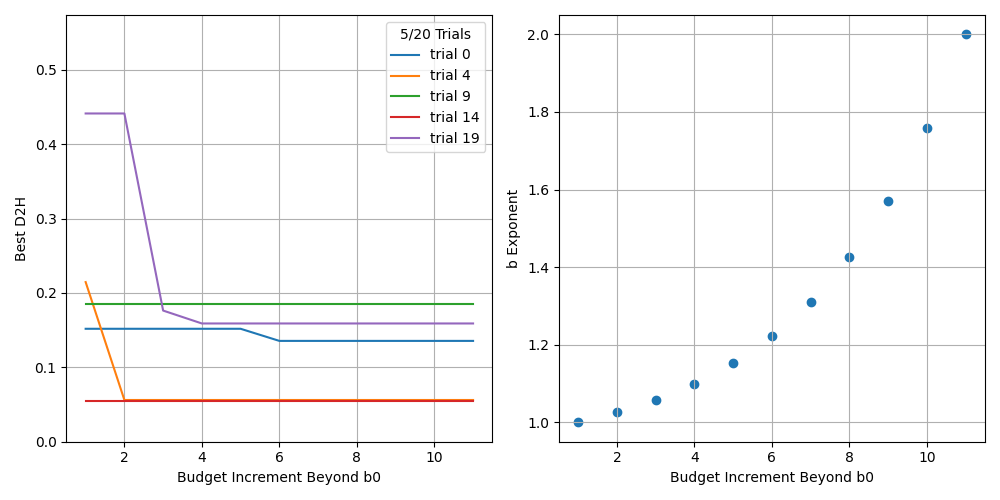 5/20 Trials
trial 0
trial 4
trial 9
trial 14
trial 19
Best D2H
0.5
0.4
0.3
0.2
0.1
0.0
2 4 6 8 10
Budget Increment Beyond b0
b Exponent
2.0
1.8
1.6
1.4
1.2
1.0
2 4 6 8 10
Budget Increment Beyond b0